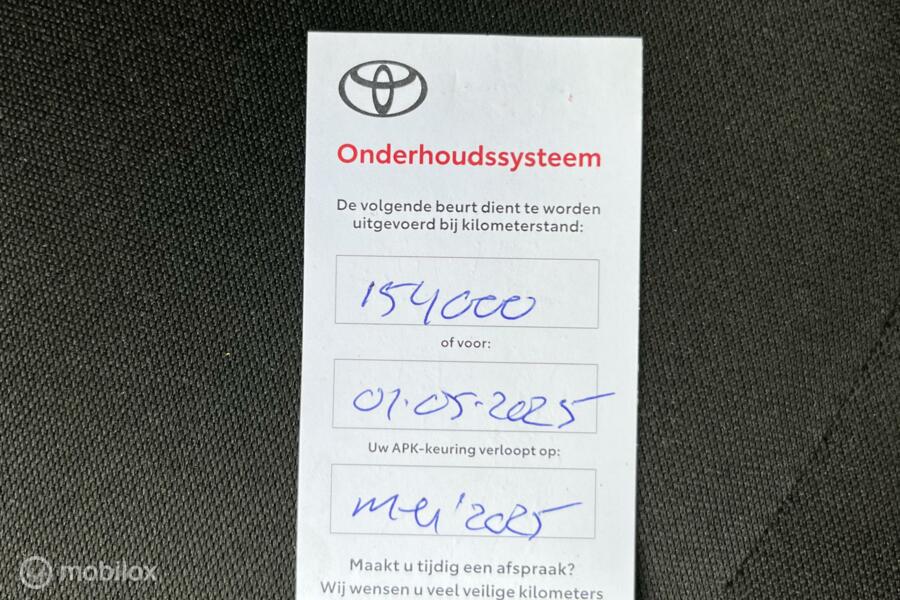 Onderhoudssysteem
De volgende beurt dient te worden
uitgevoerd bij kilometerstand:
154000
of voor:
01-05-2025
Uw APK-keuring verloopt op:
mei '2025
Maakt u tijdig een afspraak?
Wij wensen u veel veilige kilometers
mobilox